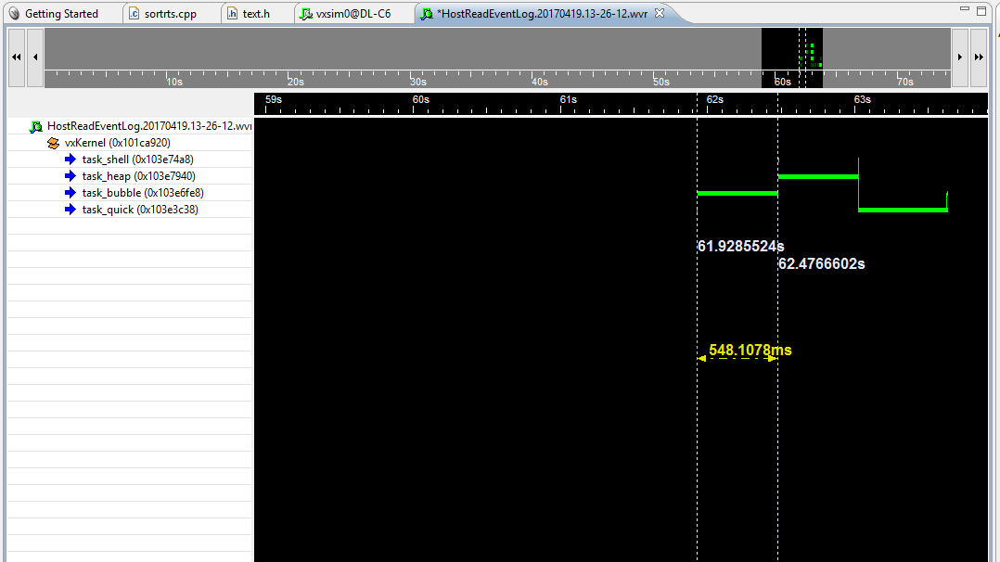 Getting Started sortrts.cpp text.h vxsim0@DL-C6 *HostReadEventLog.20170419.13-26-12.wvr
10s 20s 30s 40s 50s 60s 70s
59s 60s 61s 62s 63s
HostReadEventLog.20170419.13-26-12.wvr
vxKernel (0x101ca920)
task_shell (0x103e74a8)
task_heap (0x103e7940)
task_bubble (0x103e6fe8)
task_quick (0x103e3c38)
61.9285524s
62.4766602s
548.1078ms